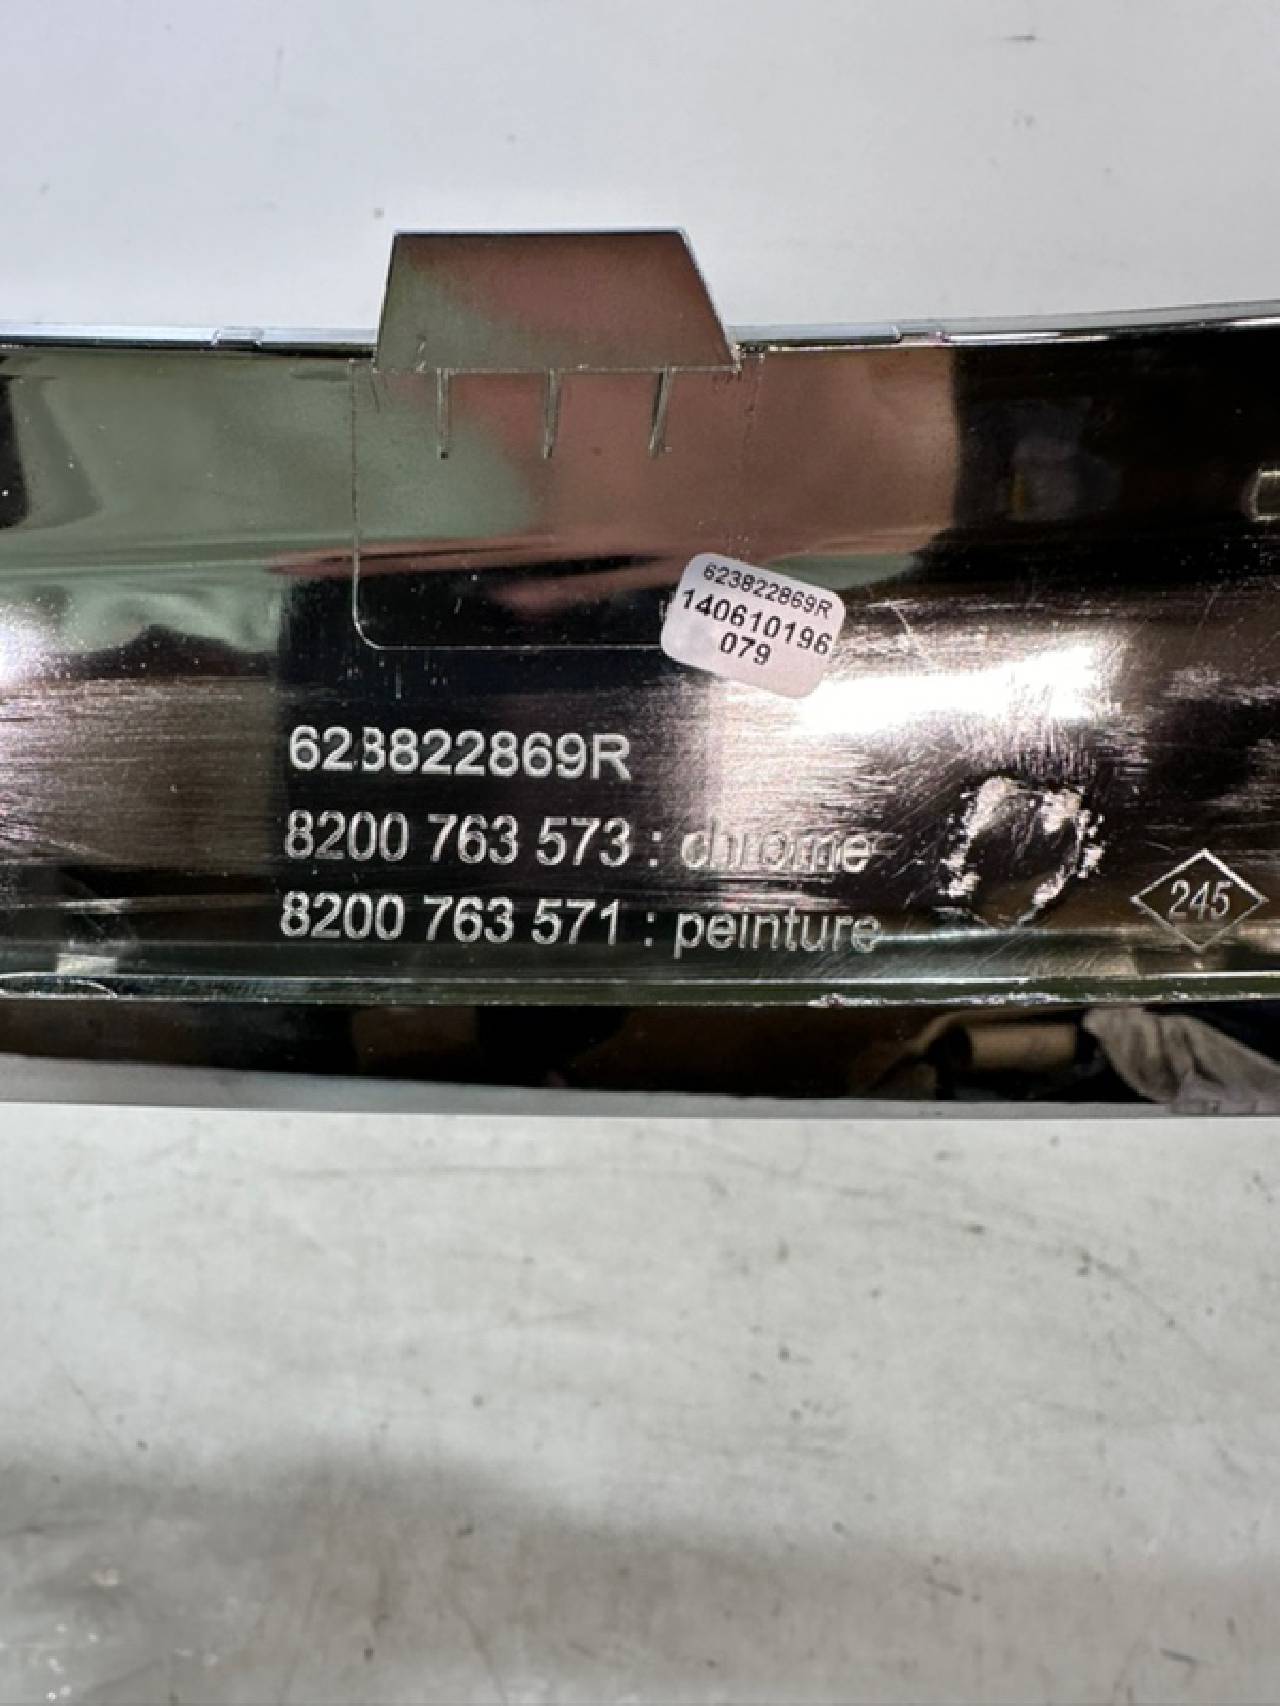 623822869R
140610196
079
623822869R
8200 763 573 : chrome
8200 763 571 : peinture
245